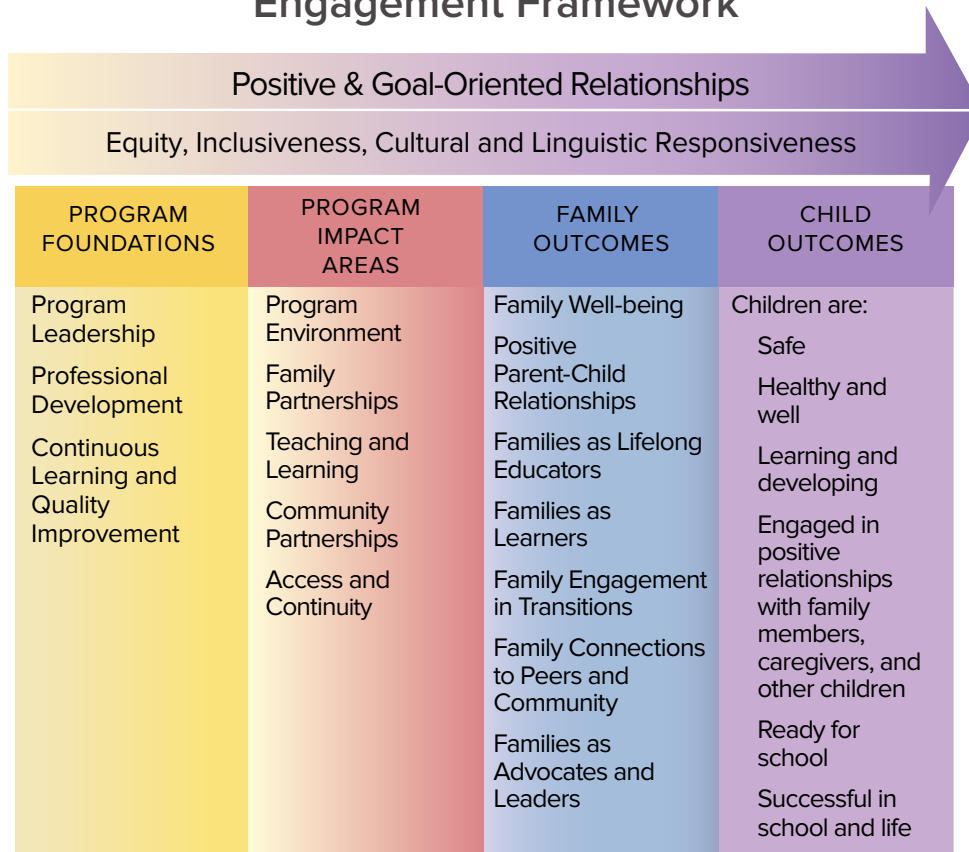 Engagement Framework
Positive & Goal-Oriented Relationships
Equity, Inclusiveness, Cultural and Linguistic Responsiveness
PROGRAM
FOUNDATIONS
Program
Leadership
Professional
Development
Continuous
Learning and
Quality
Improvement
PROGRAM
IMPACT
AREAS
Program
Environment
Family
Partnerships
Teaching and
Learning
Community
Partnerships
Access and
Continuity
FAMILY
OUTCOMES
Family Well-being
Positive
Parent-Child
Relationships
Families as Lifelong
Educators
Families as
Learners
Family Engagement
in Transitions
Family Connections
to Peers and
Community
Families as
Advocates and
Leaders
CHILD
OUTCOMES
Children are:
Safe
Healthy and
well
Learning and
developing
Engaged in
positive
relationships
with family
members,
caregivers, and
other children
Ready for
school
Successful in
school and life